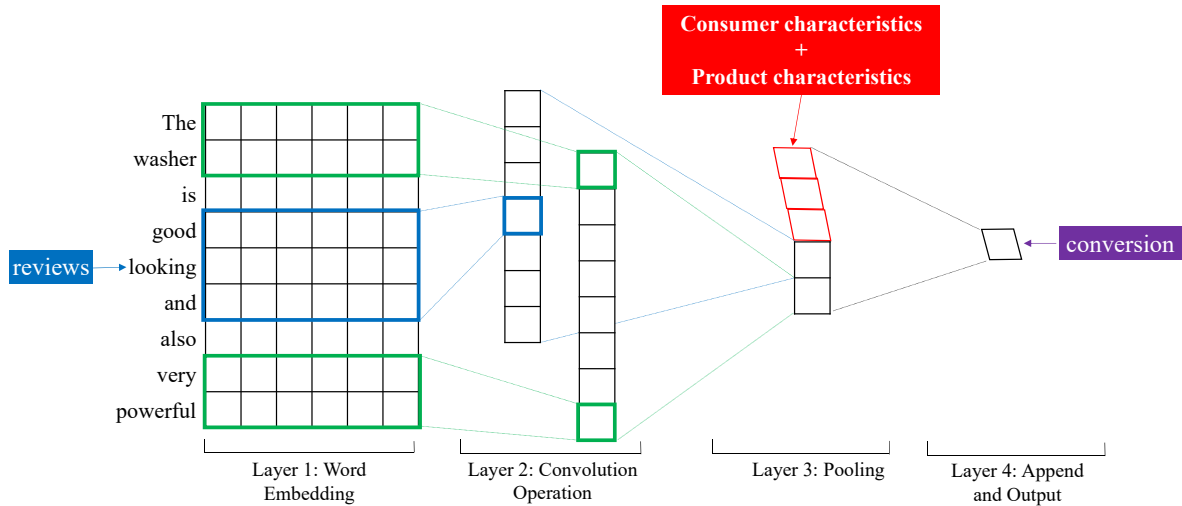 Consumer characteristics
+
Product characteristics
The
washer
is
good
reviews
looking
and
also
very
powerful
conversion
Layer 1: Word
Embedding
Layer 2: Convolution
Operation
Layer 3: Pooling
Layer 4: Append
and Output